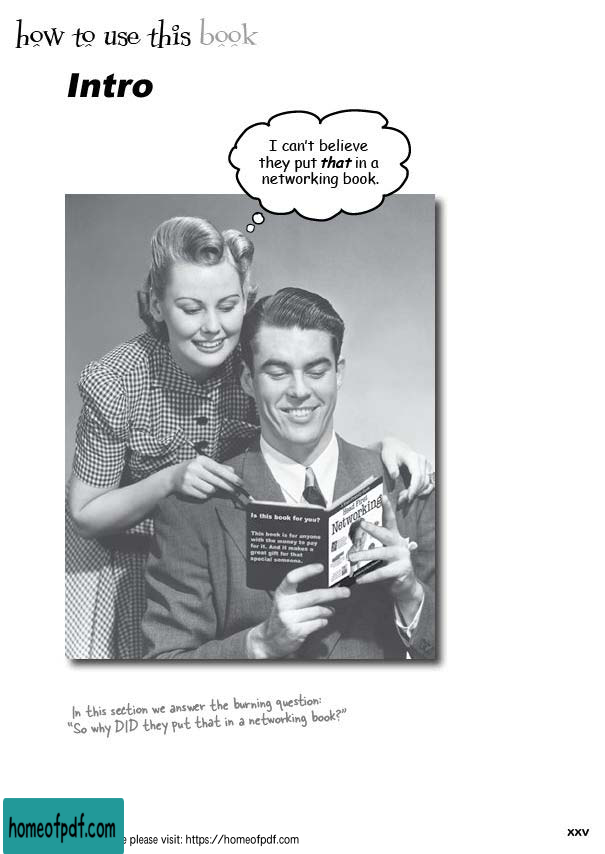 how to use this book
Intro
I can't believe
they put that in a
networking book.
Is this book for you?
This book is for anyone
with the money to pay
for it. And it makes a
great gift for that
special someone.
Head First
Networking
In this section we answer the burning question:
"So why DID they put that in a networking book?"
homeofpdf.com
e please visit: https://homeofpdf.com
xxv